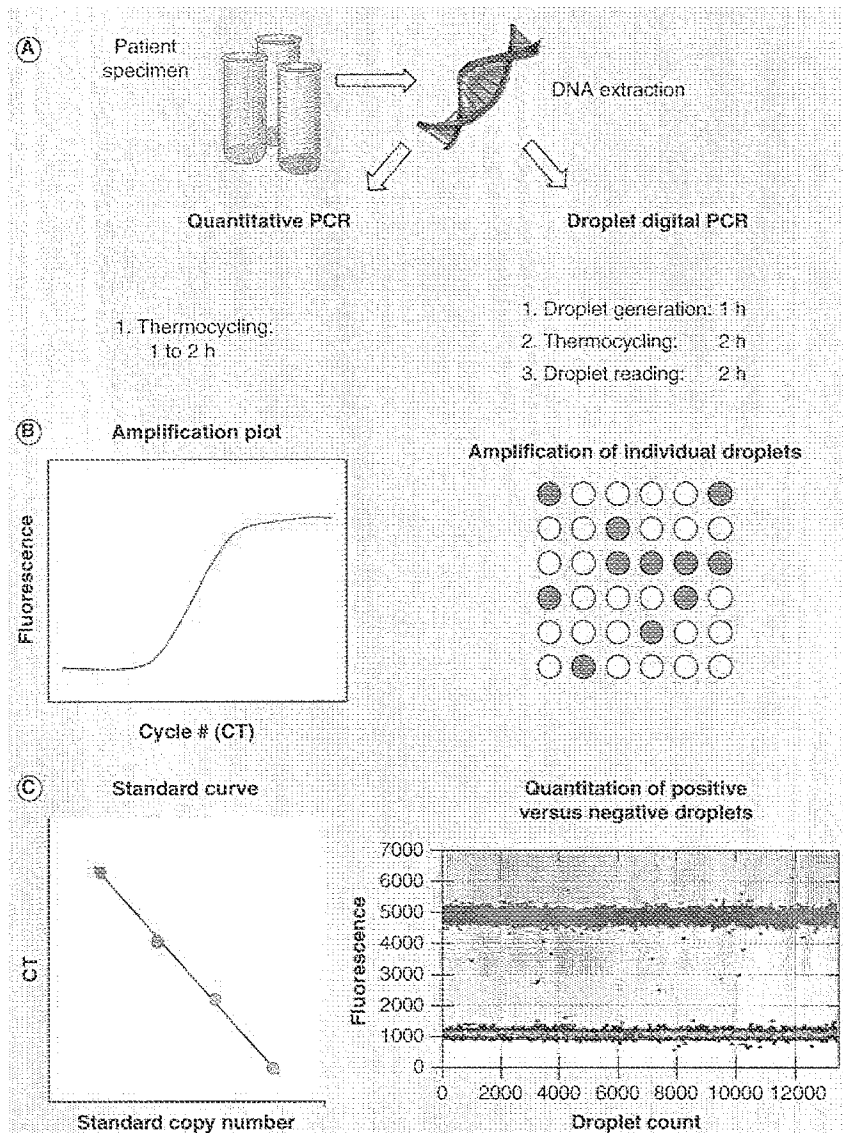 A
Patient
specimen
DNA extraction
Quantitative PCR
Droplet digital PCR
1. Thermocycling:
1 to 2 h
1. Droplet generation: 1 h
2. Thermocycling: 2 h
3. Droplet reading: 2 h
B
Amplification plot
Fluorescence
Cycle # (CT)
Amplification of individual droplets
C
Standard curve
CT
Standard copy number
Quantitation of positive
versus negative droplets
Fluorescence
7000
6000
5000
4000
3000
2000
1000
0
0 2000 4000 6000 8000 10000 12000
Droplet count